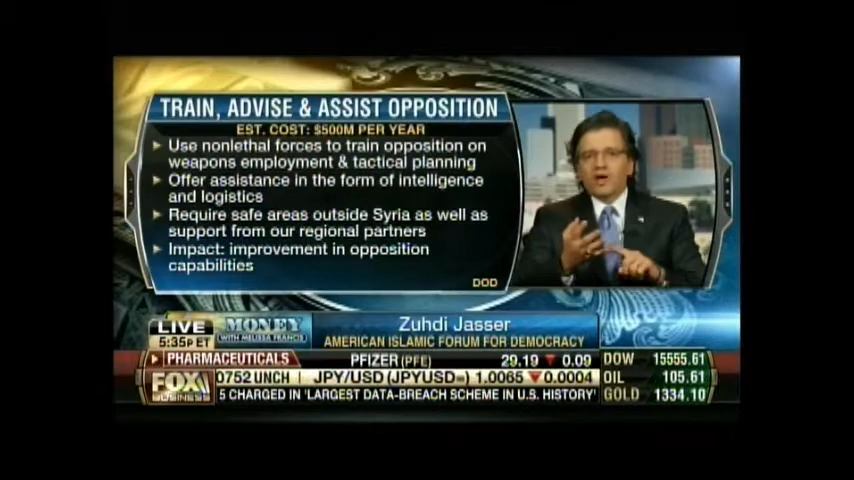 TRAIN, ADVISE & ASSIST OPPOSITION
EST. COST: $500M PER YEAR
Use nonlethal forces to train opposition on
weapons employment & tactical planning
Offer assistance in the form of intelligence
and logistics
Require safe areas outside Syria as well as
support from our regional partners
Impact: improvement in opposition
capabilities
DOD
LIVE
5:35P ET
MONEY
WITH MELISSA FRANCIS
Zuhdi Jasser
AMERICAN ISLAMIC FORUM FOR DEMOCRACY
PHARMACEUTICALS
PFIZER (PFE) 29.19 ▼ 0.09
DOW 15555.61
FOX
BUSINESS
0752 UNCH
JPY/USD (JPYUSD=) 1.0065 ▼0.0004
OIL 105.61
5 CHARGED IN 'LARGEST DATA-BREACH SCHEME IN U.S. HISTORY'
GOLD 1334.10